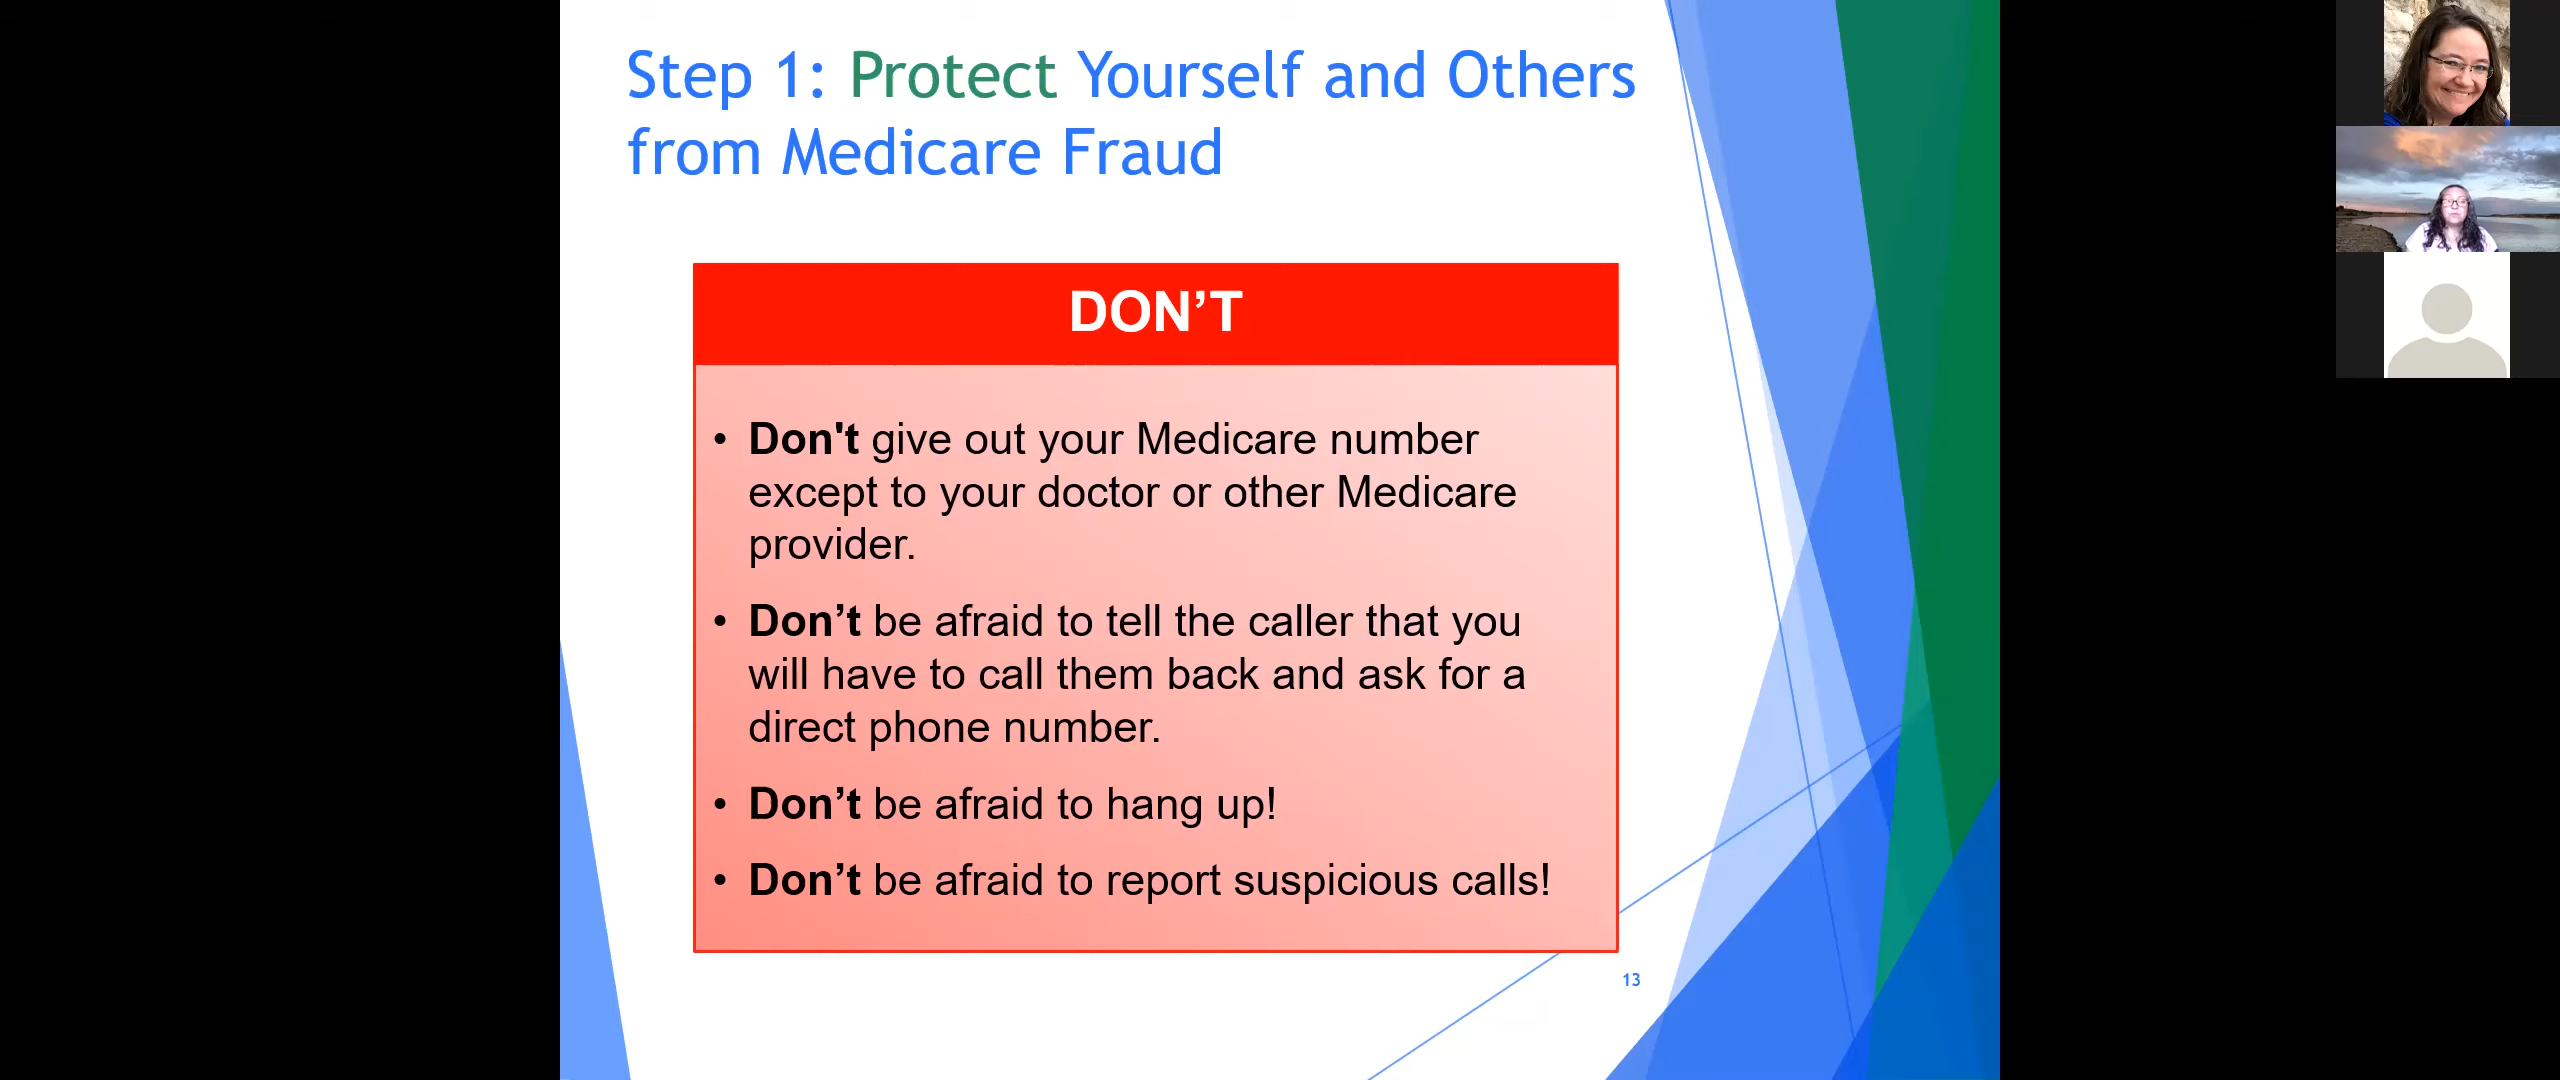 Step 1: Protect Yourself and Others
from Medicare Fraud
DON’T
• Don't give out your Medicare number
except to your doctor or other Medicare
provider.
• Don’t be afraid to tell the caller that you
will have to call them back and ask for a
direct phone number.
• Don’t be afraid to hang up!
• Don’t be afraid to report suspicious calls!
13